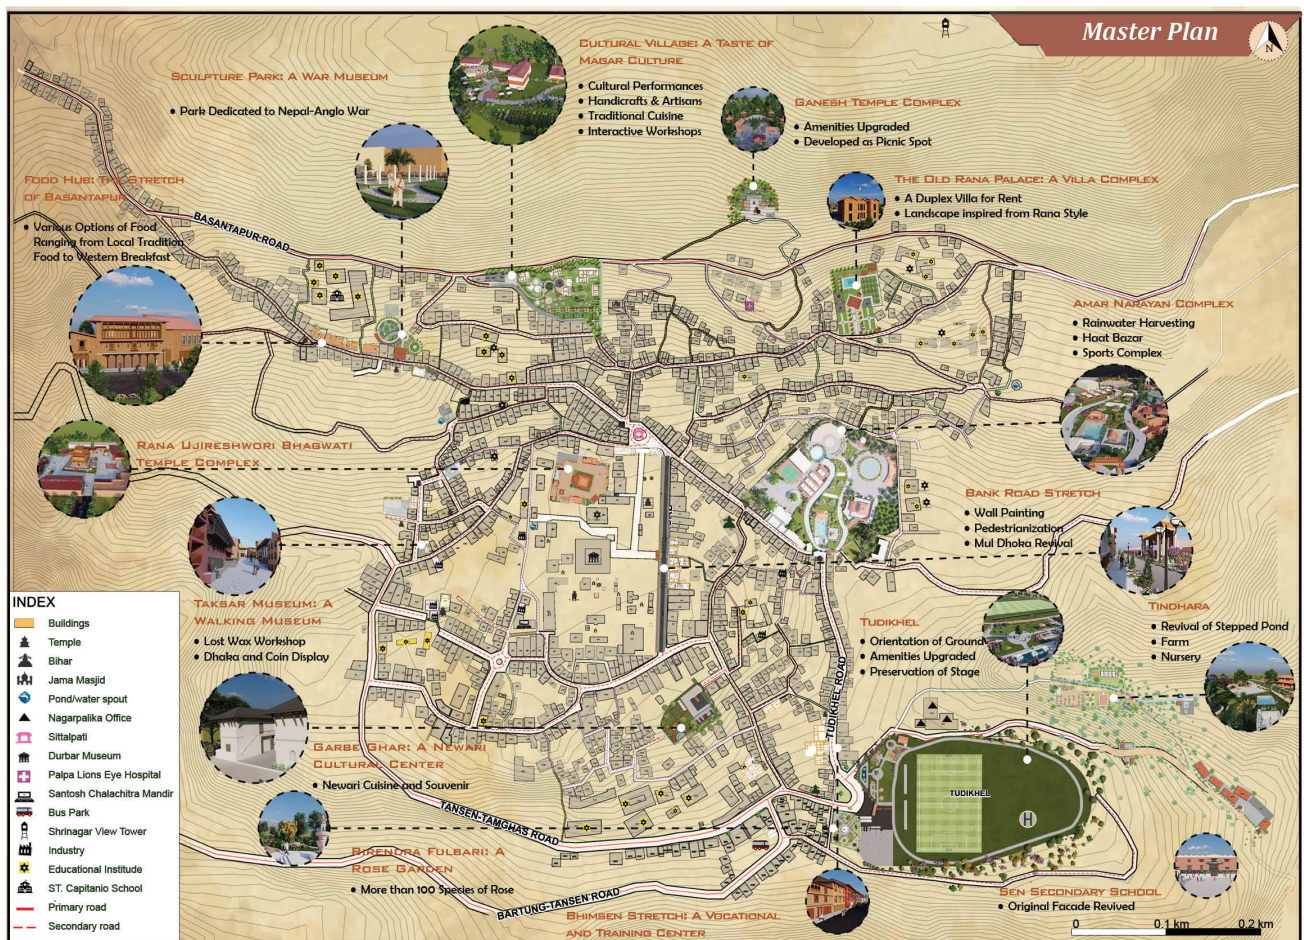 Master Plan
N
Cultural Village: A Taste of
Magar Culture
• Cultural Performances
• Handicrafts & Artisans
• Traditional Cuisine
• Interactive Workshops
Sculpture Park: A War Museum
• Park Dedicated to Nepal-Anglo War
Ganesh Temple Complex
• Amenities Upgraded
• Developed as Picnic Spot
The Old Rana Palace: A Villa Complex
• A Duplex Villa for Rent
• Landscape inspired from Rana Style
Food Hub: The Stretch
of Basantapur
• Various Options of Food
Ranging from Local Tradition
Food to Western Breakfast
BASANTAPUR ROAD
Amar Narayan Complex
• Rainwater Harvesting
• Haat Bazar
• Sports Complex
Rana Ujireshwori Bhagwati
Temple Complex
Bank Road Stretch
• Wall Painting
• Pedestrianization
• Mul Dhoka Revival
Taksar Museum: A
Walking Museum
• Lost Wax Workshop
• Dhaka and Coin Display
Tudikhel
• Orientation of Ground
• Amenities Upgraded
• Preservation of Stage
Tindhara
• Revival of Stepped Pond
• Farm
• Nursery
TUDIKHEL ROAD
TUDIKHEL
H
Garbe Ghar: A Newari
Cultural Center
• Newari Cuisine and Souvenir
TANSEN-TAMGHAS ROAD
Birendra Fulbari: A
Rose Garden
• More than 100 Species of Rose
BARTUNG-TANSEN ROAD
Bhimsen Stretch: A Vocational
and Training Center
Sen Secondary School
• Original Facade Revived
INDEX
Buildings
Temple
Bihar
Jama Masjid
Pond/water spout
Nagarpalika Office
Sittalpati
Durbar Museum
Palpa Lions Eye Hospital
Santosh Chalachitra Mandir
Bus Park
Shrinagar View Tower
Industry
Educational Institude
ST. Capitanio School
Primary road
Secondary road
0 0.1 km 0.2 km